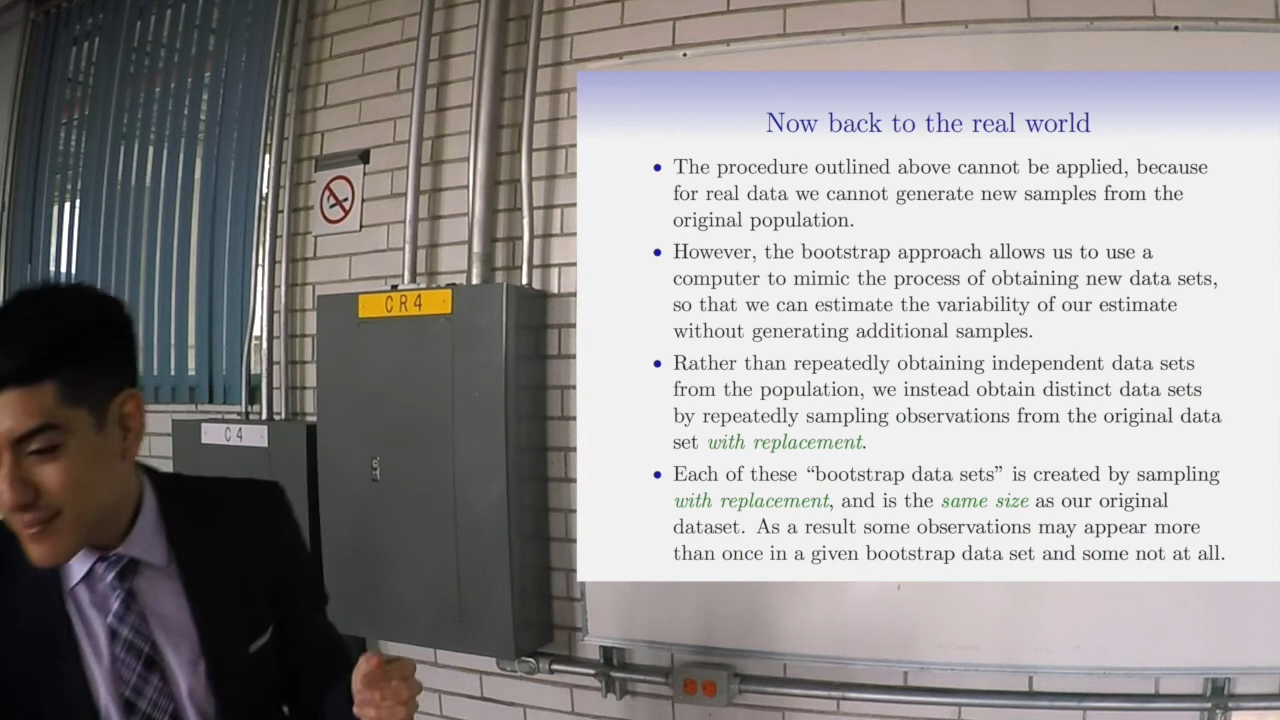 CR4
C4
Now back to the real world
• The procedure outlined above cannot be applied, because
for real data we cannot generate new samples from the
original population.
• However, the bootstrap approach allows us to use a
computer to mimic the process of obtaining new data sets,
so that we can estimate the variability of our estimate
without generating additional samples.
• Rather than repeatedly obtaining independent data sets
from the population, we instead obtain distinct data sets
by repeatedly sampling observations from the original data
set with replacement.
• Each of these “bootstrap data sets” is created by sampling
with replacement, and is the same size as our original
dataset. As a result some observations may appear more
than once in a given bootstrap data set and some not at all.